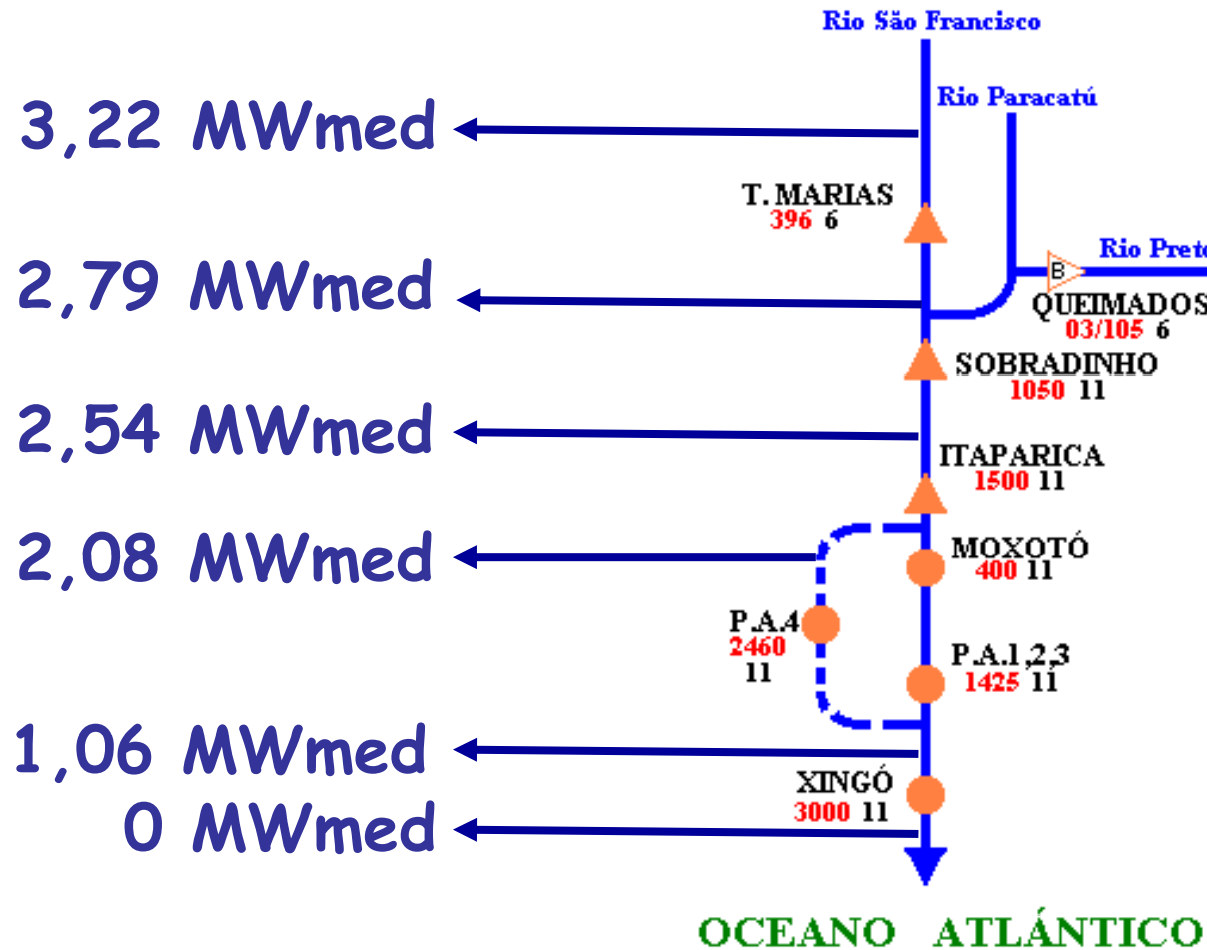 Rio São Francisco
Rio Paracatú
3,22 MWmed
T. MARIAS
396 6
2,79 MWmed
Rio Preto
B
QUEIMADOS
03/105 6
SOBRADINHO
1050 11
2,54 MWmed
ITAPARICA
1500 11
2,08 MWmed
MOXOTÓ
400 11
P.A.4
2460
11
P.A.1,2,3
1425 11
1,06 MWmed
XINGÓ
3000 11
0 MWmed
OCEANO ATLÁNTICO